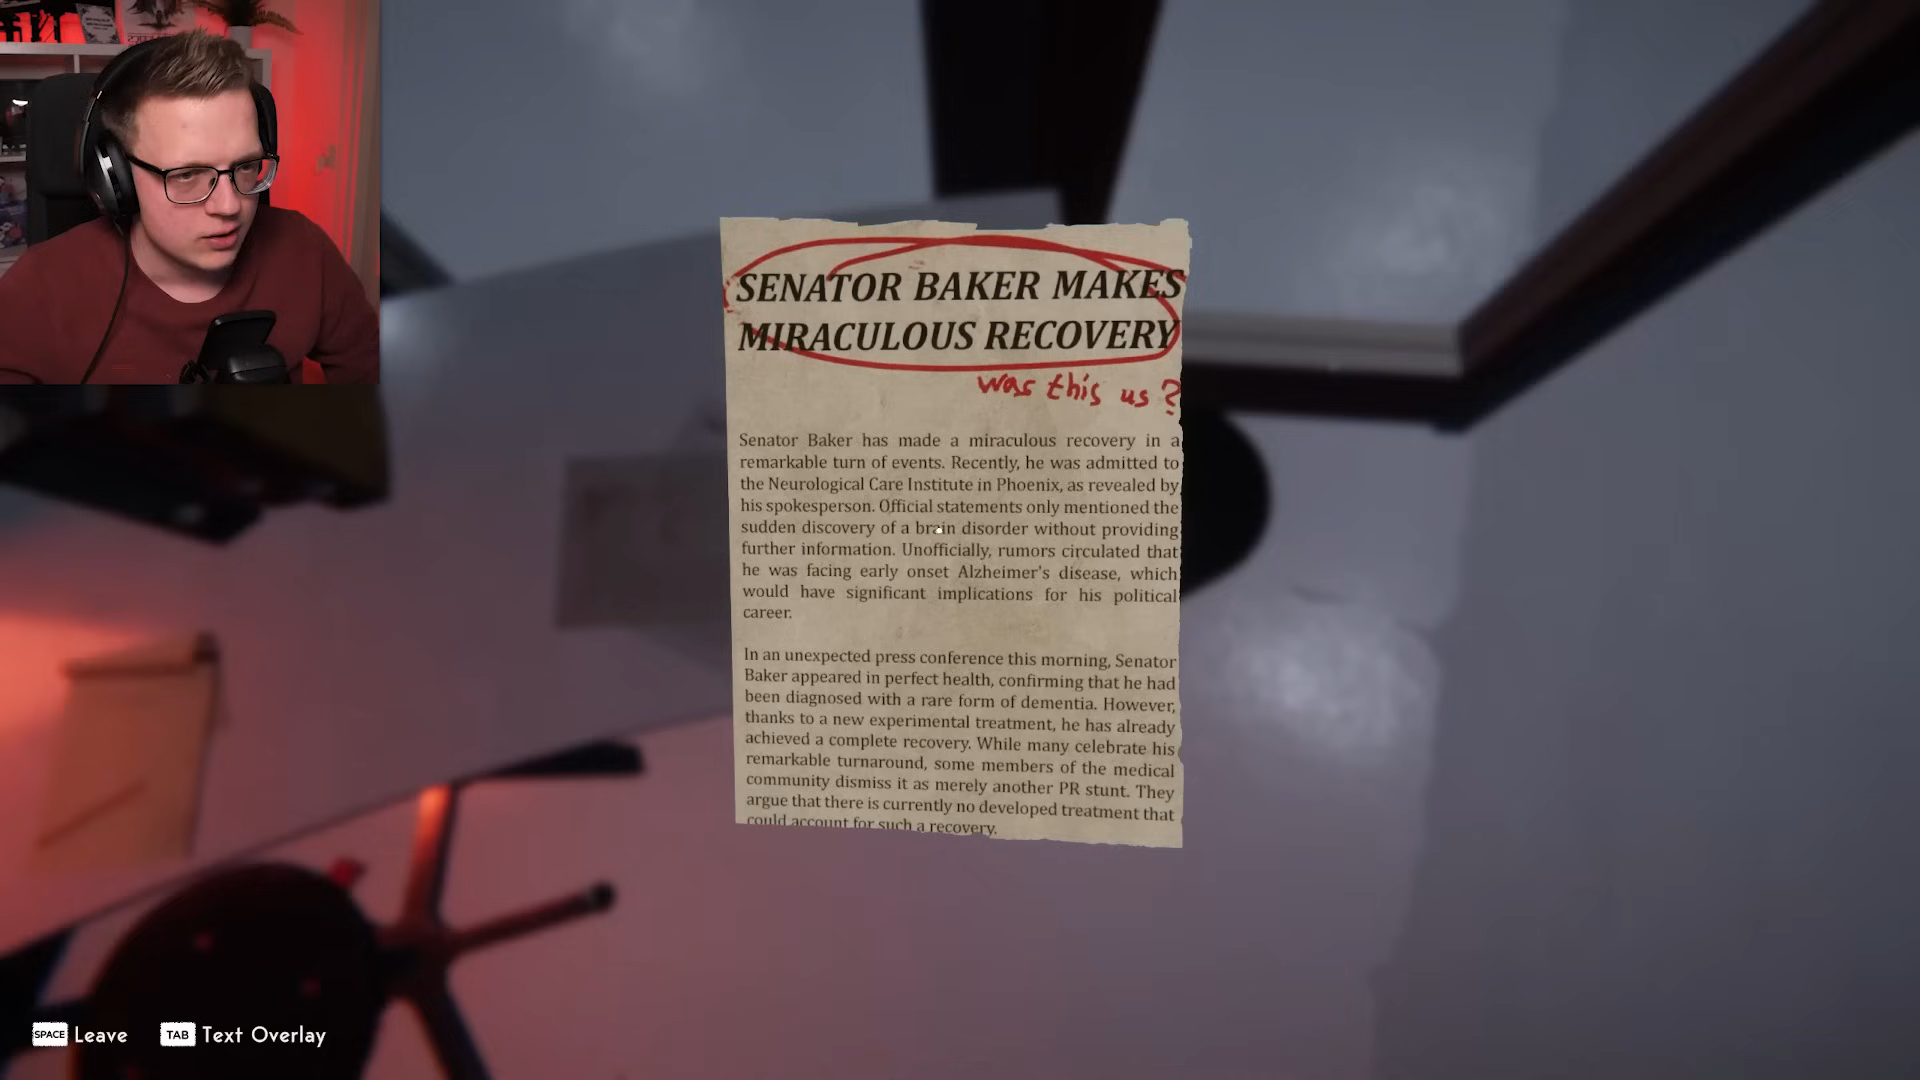 SENATOR BAKER MAKES
MIRACULOUS RECOVERY
was this us?
Senator Baker has made a miraculous recovery in a
remarkable turn of events. Recently, he was admitted to
the Neurological Care Institute in Phoenix, as revealed by
his spokesperson. Official statements only mentioned the
sudden discovery of a brain disorder without providing
further information. Unofficially, rumors circulated that
he was facing early onset Alzheimer's disease, which
would have significant implications for his political
career.
In an unexpected press conference this morning, Senator
Baker appeared in perfect health, confirming that he had
been diagnosed with a rare form of dementia. However,
thanks to a new experimental treatment, he has already
achieved a complete recovery. While many celebrate his
remarkable turnaround, some members of the medical
community dismiss it as merely another PR stunt. They
argue that there is currently no developed treatment that
could account for such a recovery.
SPACE Leave TAB Text Overlay